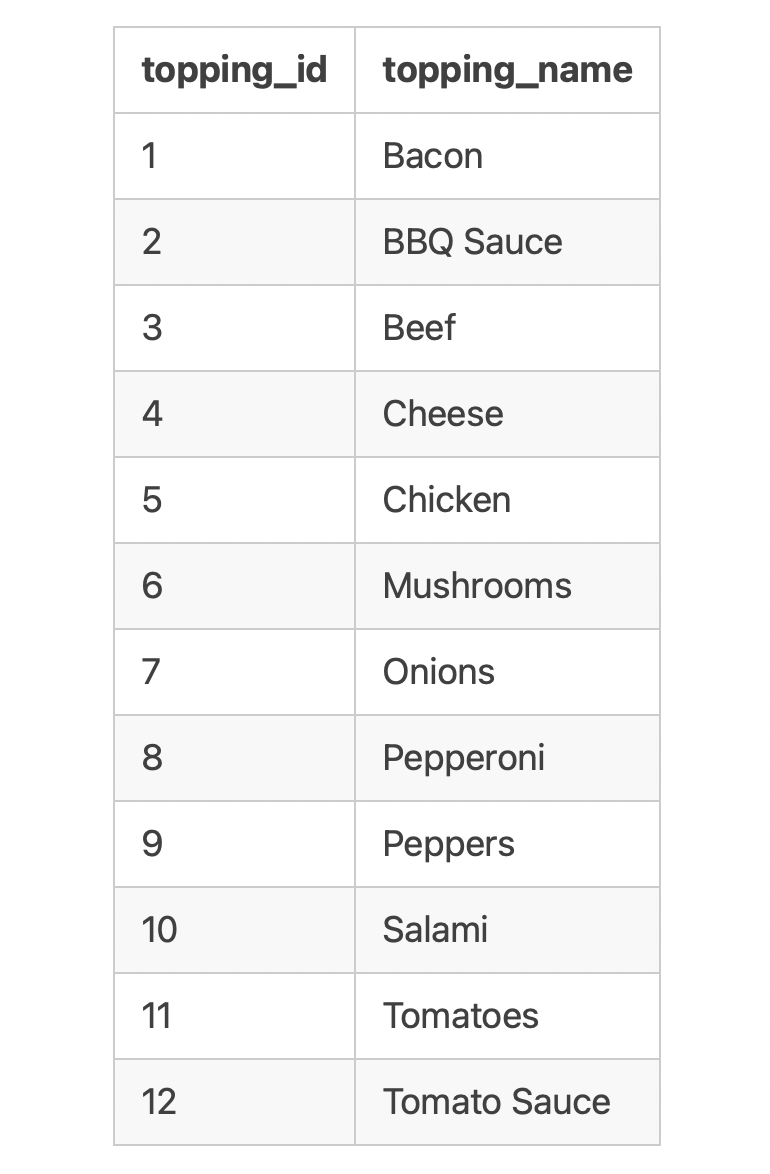 topping_id topping_name
1 Bacon
2 BBQ Sauce
3 Beef
4 Cheese
5 Chicken
6 Mushrooms
7 Onions
8 Pepperoni
9 Peppers
10 Salami
11 Tomatoes
12 Tomato Sauce